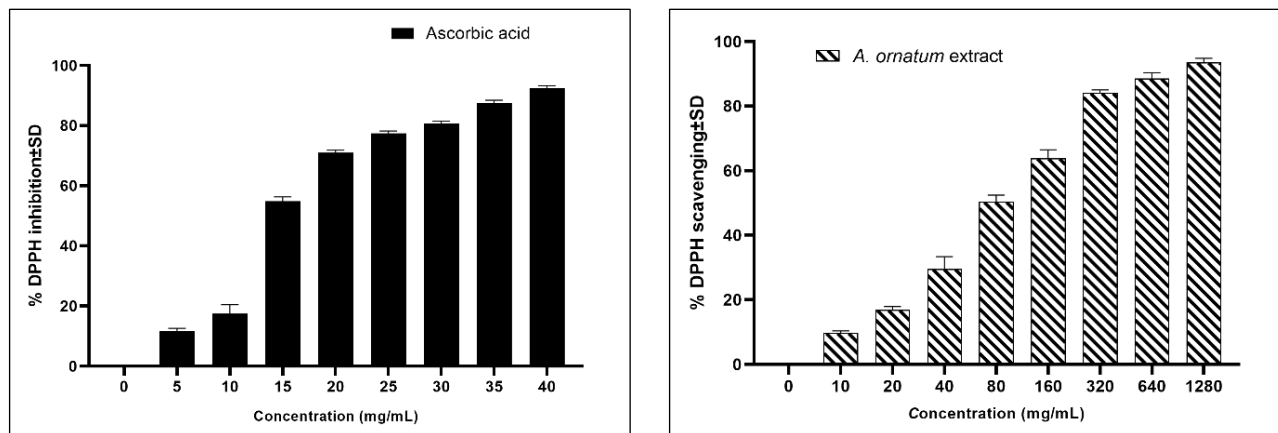 Ascorbic acid
% DPPH inhibition±SD
100
80
60
40
20
0
0 5 10 15 20 25 30 35 40
Concentration (mg/mL)
A. ornatum extract
% DPPH scavenging±SD
100
80
60
40
20
0
0 10 20 40 80 160 320 640 1280
Concentration (mg/mL)